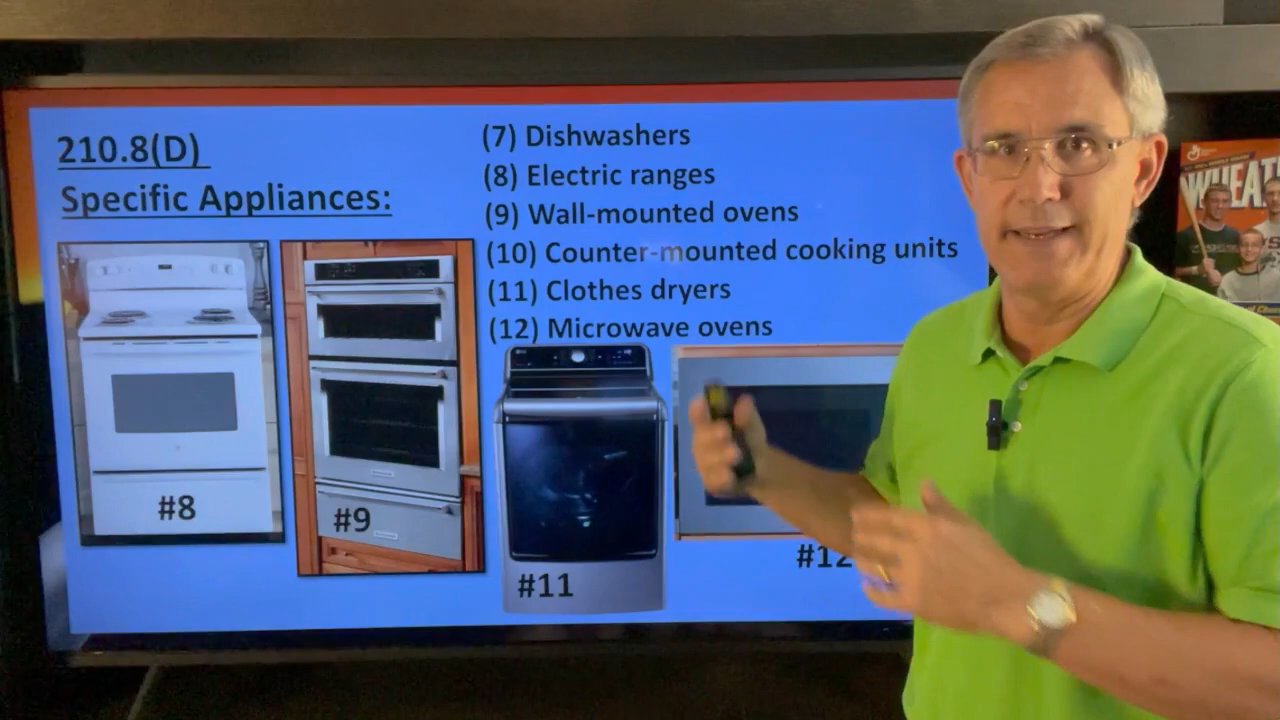 210.8(D)
Specific Appliances:
(7) Dishwashers
(8) Electric ranges
(9) Wall-mounted ovens
(10) Counter-mounted cooking units
(11) Clothes dryers
(12) Microwave ovens
#8
#9
#11
#12
WHEAT